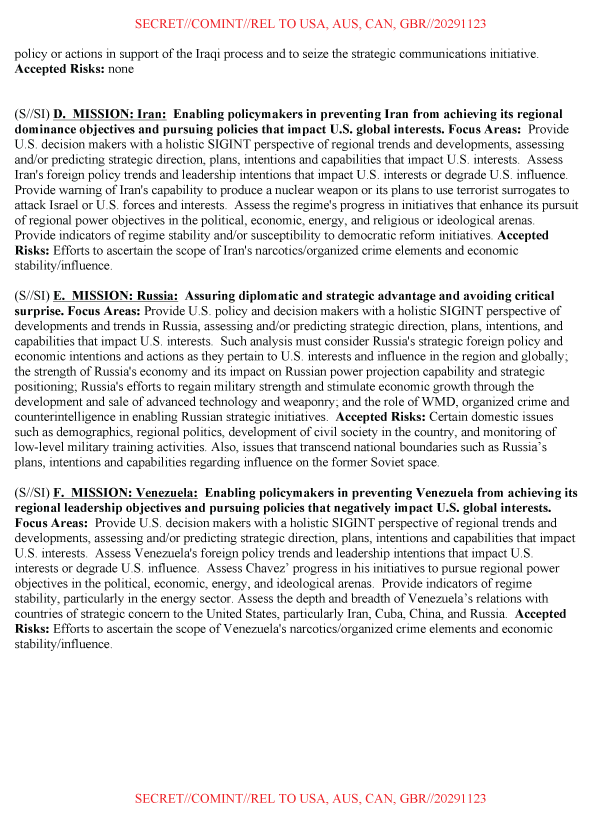 SECRET//COMINT//REL TO USA, AUS, CAN, GBR//20291123
policy or actions in support of the Iraqi process and to seize the strategic communications initiative.
Accepted Risks: none
(S//SI) D. MISSION: Iran: Enabling policymakers in preventing Iran from achieving its regional
dominance objectives and pursuing policies that impact U.S. global interests. Focus Areas: Provide
U.S. decision makers with a holistic SIGINT perspective of regional trends and developments, assessing
and/or predicting strategic direction, plans, intentions and capabilities that impact U.S. interests. Assess
Iran's foreign policy trends and leadership intentions that impact U.S. interests or degrade U.S. influence.
Provide warning of Iran's capability to produce a nuclear weapon or its plans to use terrorist surrogates to
attack Israel or U.S. forces and interests. Assess the regime's progress in initiatives that enhance its pursuit
of regional power objectives in the political, economic, energy, and religious or ideological arenas.
Provide indicators of regime stability and/or susceptibility to democratic reform initiatives. Accepted
Risks: Efforts to ascertain the scope of Iran's narcotics/organized crime elements and economic
stability/influence.
(S//SI) E. MISSION: Russia: Assuring diplomatic and strategic advantage and avoiding critical
surprise. Focus Areas: Provide U.S. policy and decision makers with a holistic SIGINT perspective of
developments and trends in Russia, assessing and/or predicting strategic direction, plans, intentions, and
capabilities that impact U.S. interests. Such analysis must consider Russia's strategic foreign policy and
economic intentions and actions as they pertain to U.S. interests and influence in the region and globally;
the strength of Russia's economy and its impact on Russian power projection capability and strategic
positioning; Russia's efforts to regain military strength and stimulate economic growth through the
development and sale of advanced technology and weaponry; and the role of WMD, organized crime and
counterintelligence in enabling Russian strategic initiatives. Accepted Risks: Certain domestic issues
such as demographics, regional politics, development of civil society in the country, and monitoring of
low-level military training activities. Also, issues that transcend national boundaries such as Russia’s
plans, intentions and capabilities regarding influence on the former Soviet space.
(S//SI) F. MISSION: Venezuela: Enabling policymakers in preventing Venezuela from achieving its
regional leadership objectives and pursuing policies that negatively impact U.S. global interests.
Focus Areas: Provide U.S. decision makers with a holistic SIGINT perspective of regional trends and
developments, assessing and/or predicting strategic direction, plans, intentions and capabilities that impact
U.S. interests. Assess Venezuela's foreign policy trends and leadership intentions that impact U.S.
interests or degrade U.S. influence. Assess Chavez’ progress in his initiatives to pursue regional power
objectives in the political, economic, energy, and ideological arenas. Provide indicators of regime
stability, particularly in the energy sector. Assess the depth and breadth of Venezuela’s relations with
countries of strategic concern to the United States, particularly Iran, Cuba, China, and Russia. Accepted
Risks: Efforts to ascertain the scope of Venezuela's narcotics/organized crime elements and economic
stability/influence.
SECRET//COMINT//REL TO USA, AUS, CAN, GBR//20291123